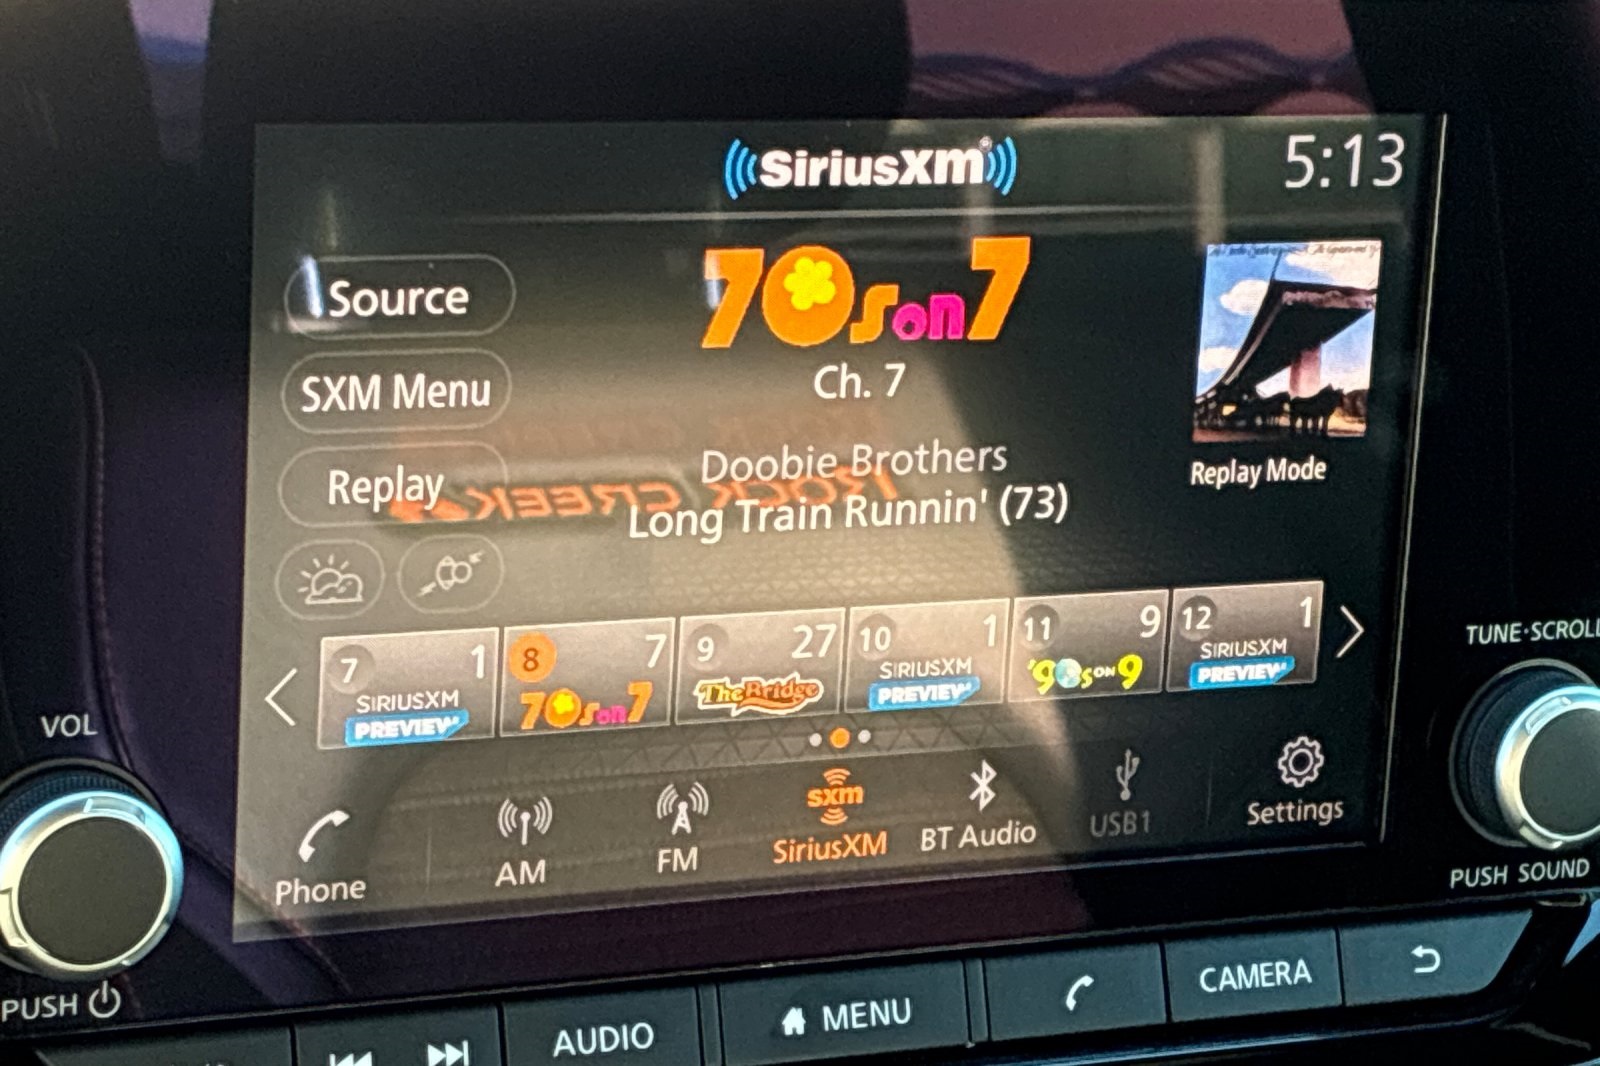 SiriusXM
5:13
Source
70s on 7
SXM Menu
Ch. 7
Replay
Doobie Brothers
Replay Mode
ROCK CREEK
Long Train Runnin' (73)
7 1
SIRIUSXM
PREVIEW
8 7
70s on 7
9 27
The Bridge
10 1
SIRIUSXM
PREVIEW
11 9
'90s ON 9
12 1
SIRIUSXM
PREVIEW
VOL
TUNE·SCROLL
Phone
AM
FM
sxm
SiriusXM
BT Audio
USB1
Settings
PUSH
PUSH SOUND
AUDIO
MENU
CAMERA